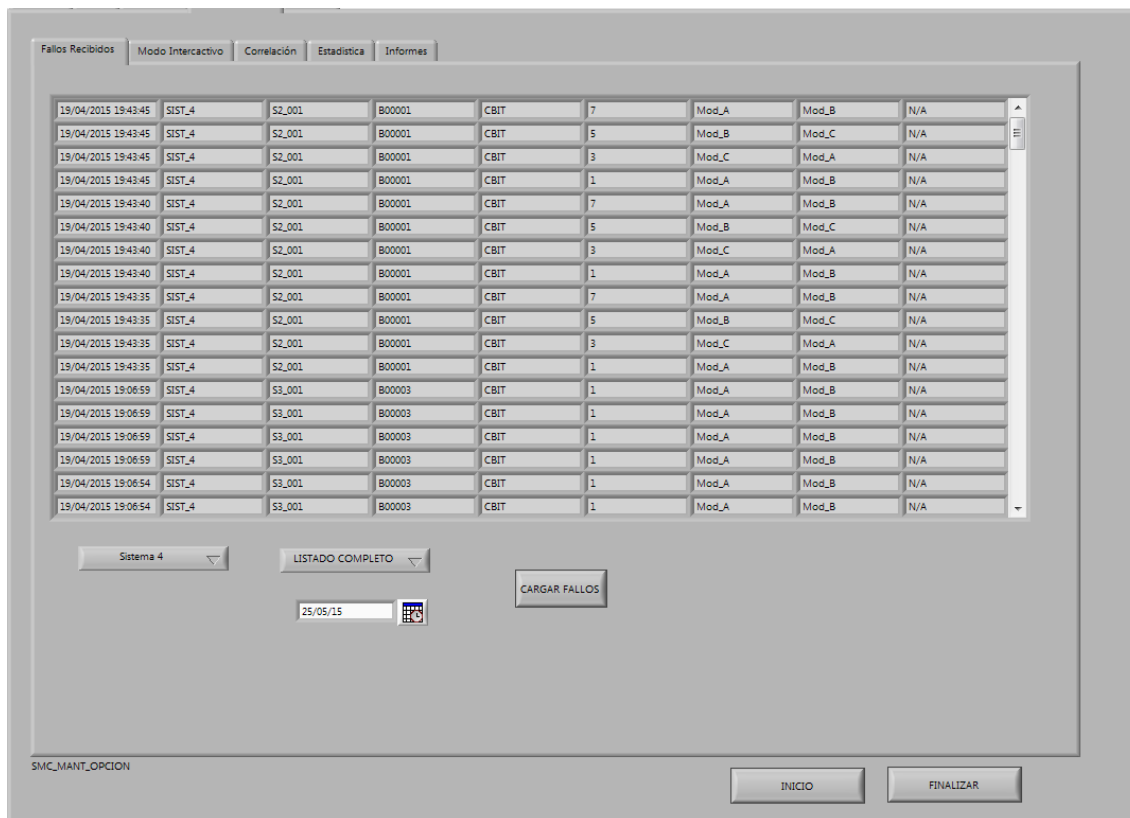 Fallos Recibidos Modo Intercactivo Correlación Estadistica Informes
19/04/2015 19:43:45 SIST_4 S2_001 B00001 CBIT 7 Mod_A Mod_B N/A
19/04/2015 19:43:45 SIST_4 S2_001 B00001 CBIT 5 Mod_B Mod_C N/A
19/04/2015 19:43:45 SIST_4 S2_001 B00001 CBIT 3 Mod_C Mod_A N/A
19/04/2015 19:43:45 SIST_4 S2_001 B00001 CBIT 1 Mod_A Mod_B N/A
19/04/2015 19:43:40 SIST_4 S2_001 B00001 CBIT 7 Mod_A Mod_B N/A
19/04/2015 19:43:40 SIST_4 S2_001 B00001 CBIT 5 Mod_B Mod_C N/A
19/04/2015 19:43:40 SIST_4 S2_001 B00001 CBIT 3 Mod_C Mod_A N/A
19/04/2015 19:43:40 SIST_4 S2_001 B00001 CBIT 1 Mod_A Mod_B N/A
19/04/2015 19:43:35 SIST_4 S2_001 B00001 CBIT 7 Mod_A Mod_B N/A
19/04/2015 19:43:35 SIST_4 S2_001 B00001 CBIT 5 Mod_B Mod_C N/A
19/04/2015 19:43:35 SIST_4 S2_001 B00001 CBIT 3 Mod_C Mod_A N/A
19/04/2015 19:43:35 SIST_4 S2_001 B00001 CBIT 1 Mod_A Mod_B N/A
19/04/2015 19:06:59 SIST_4 S3_001 B00003 CBIT 1 Mod_A Mod_B N/A
19/04/2015 19:06:59 SIST_4 S3_001 B00003 CBIT 1 Mod_A Mod_B N/A
19/04/2015 19:06:59 SIST_4 S3_001 B00003 CBIT 1 Mod_A Mod_B N/A
19/04/2015 19:06:59 SIST_4 S3_001 B00003 CBIT 1 Mod_A Mod_B N/A
19/04/2015 19:06:54 SIST_4 S3_001 B00003 CBIT 1 Mod_A Mod_B N/A
19/04/2015 19:06:54 SIST_4 S3_001 B00003 CBIT 1 Mod_A Mod_B N/A
Sistema 4 LISTADO COMPLETO
CARGAR FALLOS
25/05/15
SMC_MANT_OPCION
INICIO FINALIZAR